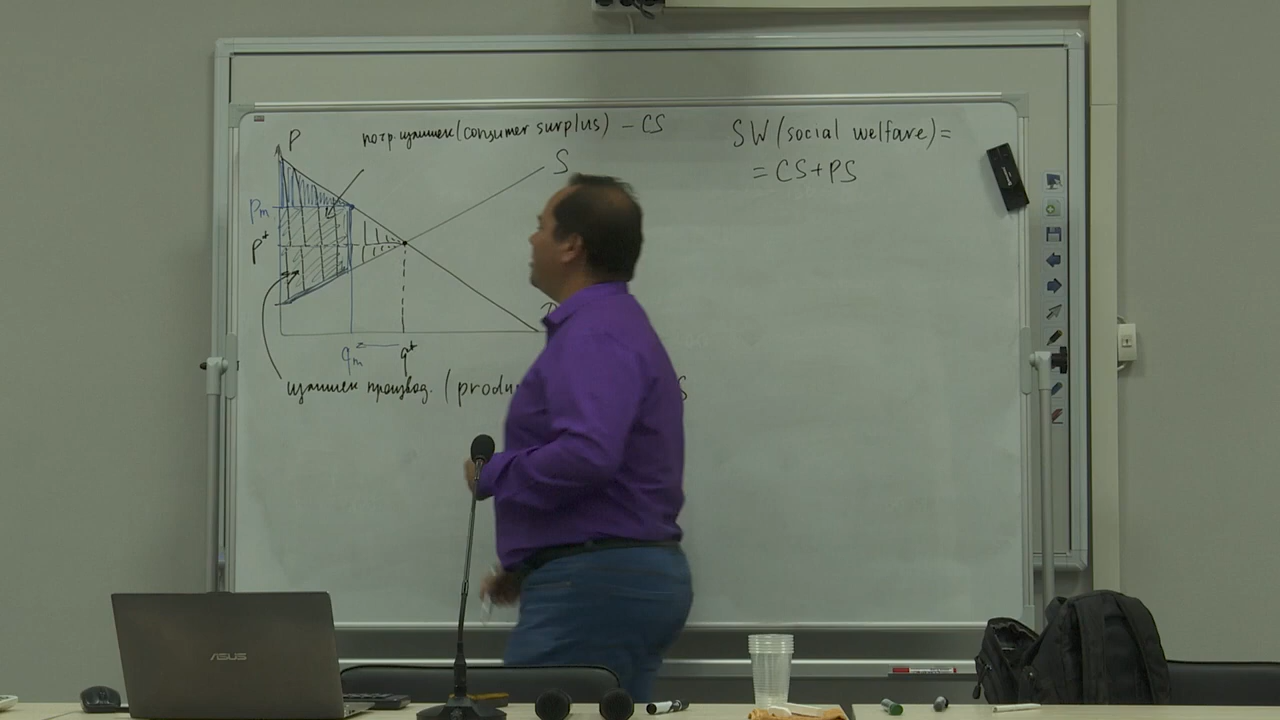 потр. излишек (consumer surplus) – CS
SW (social welfare) =
= CS + PS
P
S
Pm
P*
D
qm
q*
излишек производ. (produ
S
ASUS